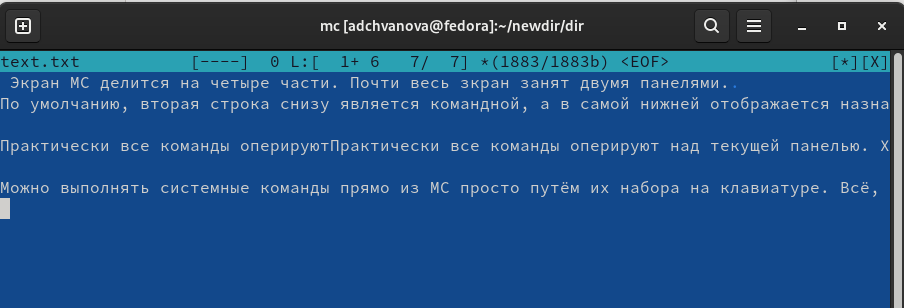 mc [adchvanova@fedora]:~/newdir/dir
text.txt [----] 0 L:[ 1+ 6 7/ 7] *(1883/1883b) <EOF> [*][X]
Экран MC делится на четыре части. Почти весь зкран занят двумя панелями..
По умолчанию, вторая строка снизу является командной, а в самой нижней отображается назна
Практически все команды оперируютПрактически все команды оперируют над текущей панелью. Х
Можно выполнять системные команды прямо из MC просто путём их набора на клавиатуре. Всё,